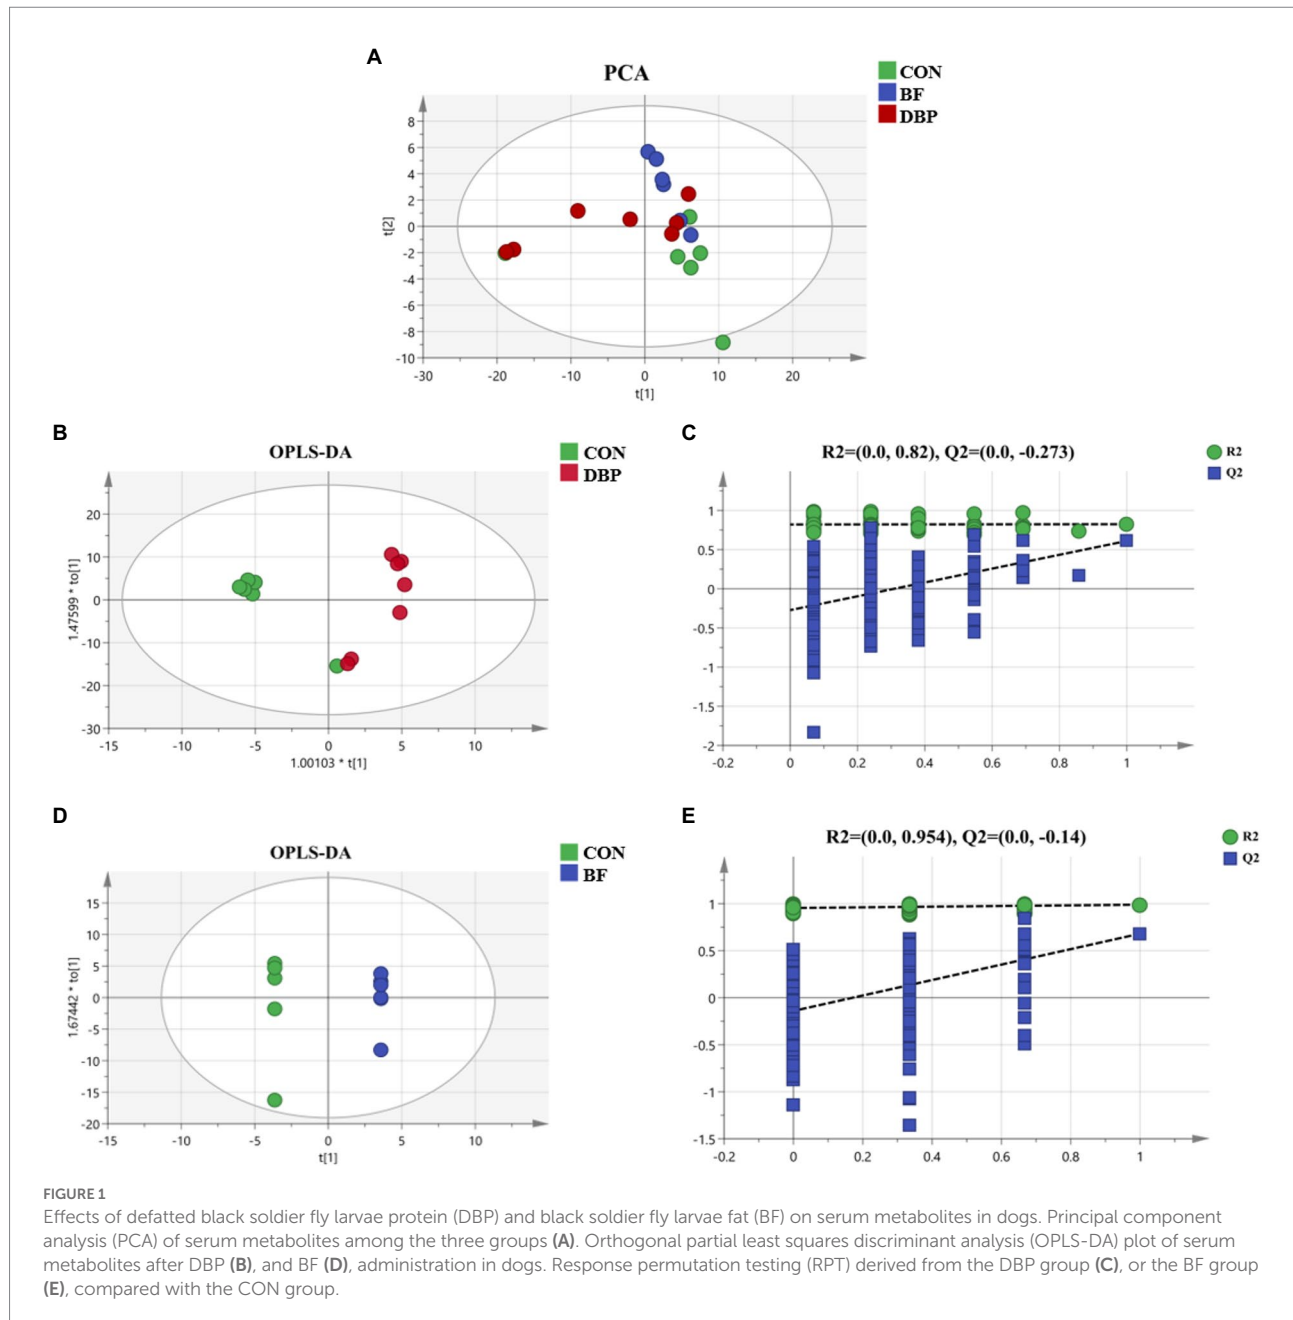 A
PCA
CON
BF
DBP
8
6
4
2
0
-2
-4
-6
-8
-10
t[2]
-30 -20 -10 0 10 20
t[1]
B
OPLS-DA
CON
DBP
20
10
0
-10
-20
-30
1.47599 * to[1]
-15 -10 -5 0 5 10
1.00103 * t[1]
C
R2=(0.0, 0.82), Q2=(0.0, -0.273)
R2
Q2
1
0.5
0
-0.5
-1
-1.5
-2
-0.2 0 0.2 0.4 0.6 0.8 1
D
OPLS-DA
CON
BF
15
10
5
0
-5
-10
-15
-20
1.67442 * to[1]
-15 -10 -5 0 5 10
t[1]
E
R2=(0.0, 0.954), Q2=(0.0, -0.14)
R2
Q2
1
0.5
0
-0.5
-1
-1.5
-0.2 0 0.2 0.4 0.6 0.8 1
FIGURE 1
Effects of defatted black soldier fly larvae protein (DBP) and black soldier fly larvae fat (BF) on serum metabolites in dogs. Principal component
analysis (PCA) of serum metabolites among the three groups (A). Orthogonal partial least squares discriminant analysis (OPLS-DA) plot of serum
metabolites after DBP (B), and BF (D), administration in dogs. Response permutation testing (RPT) derived from the DBP group (C), or the BF group
(E), compared with the CON group.